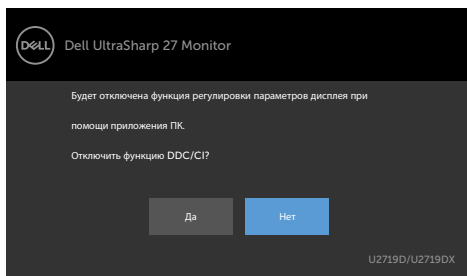 DELL
Dell UltraSharp 27 Monitor
Будет отключена функция регулировки параметров дисплея при
помощи приложения ПК.
Отключить функцию DDC/CI?
Да
Нет
U2719D/U2719DX